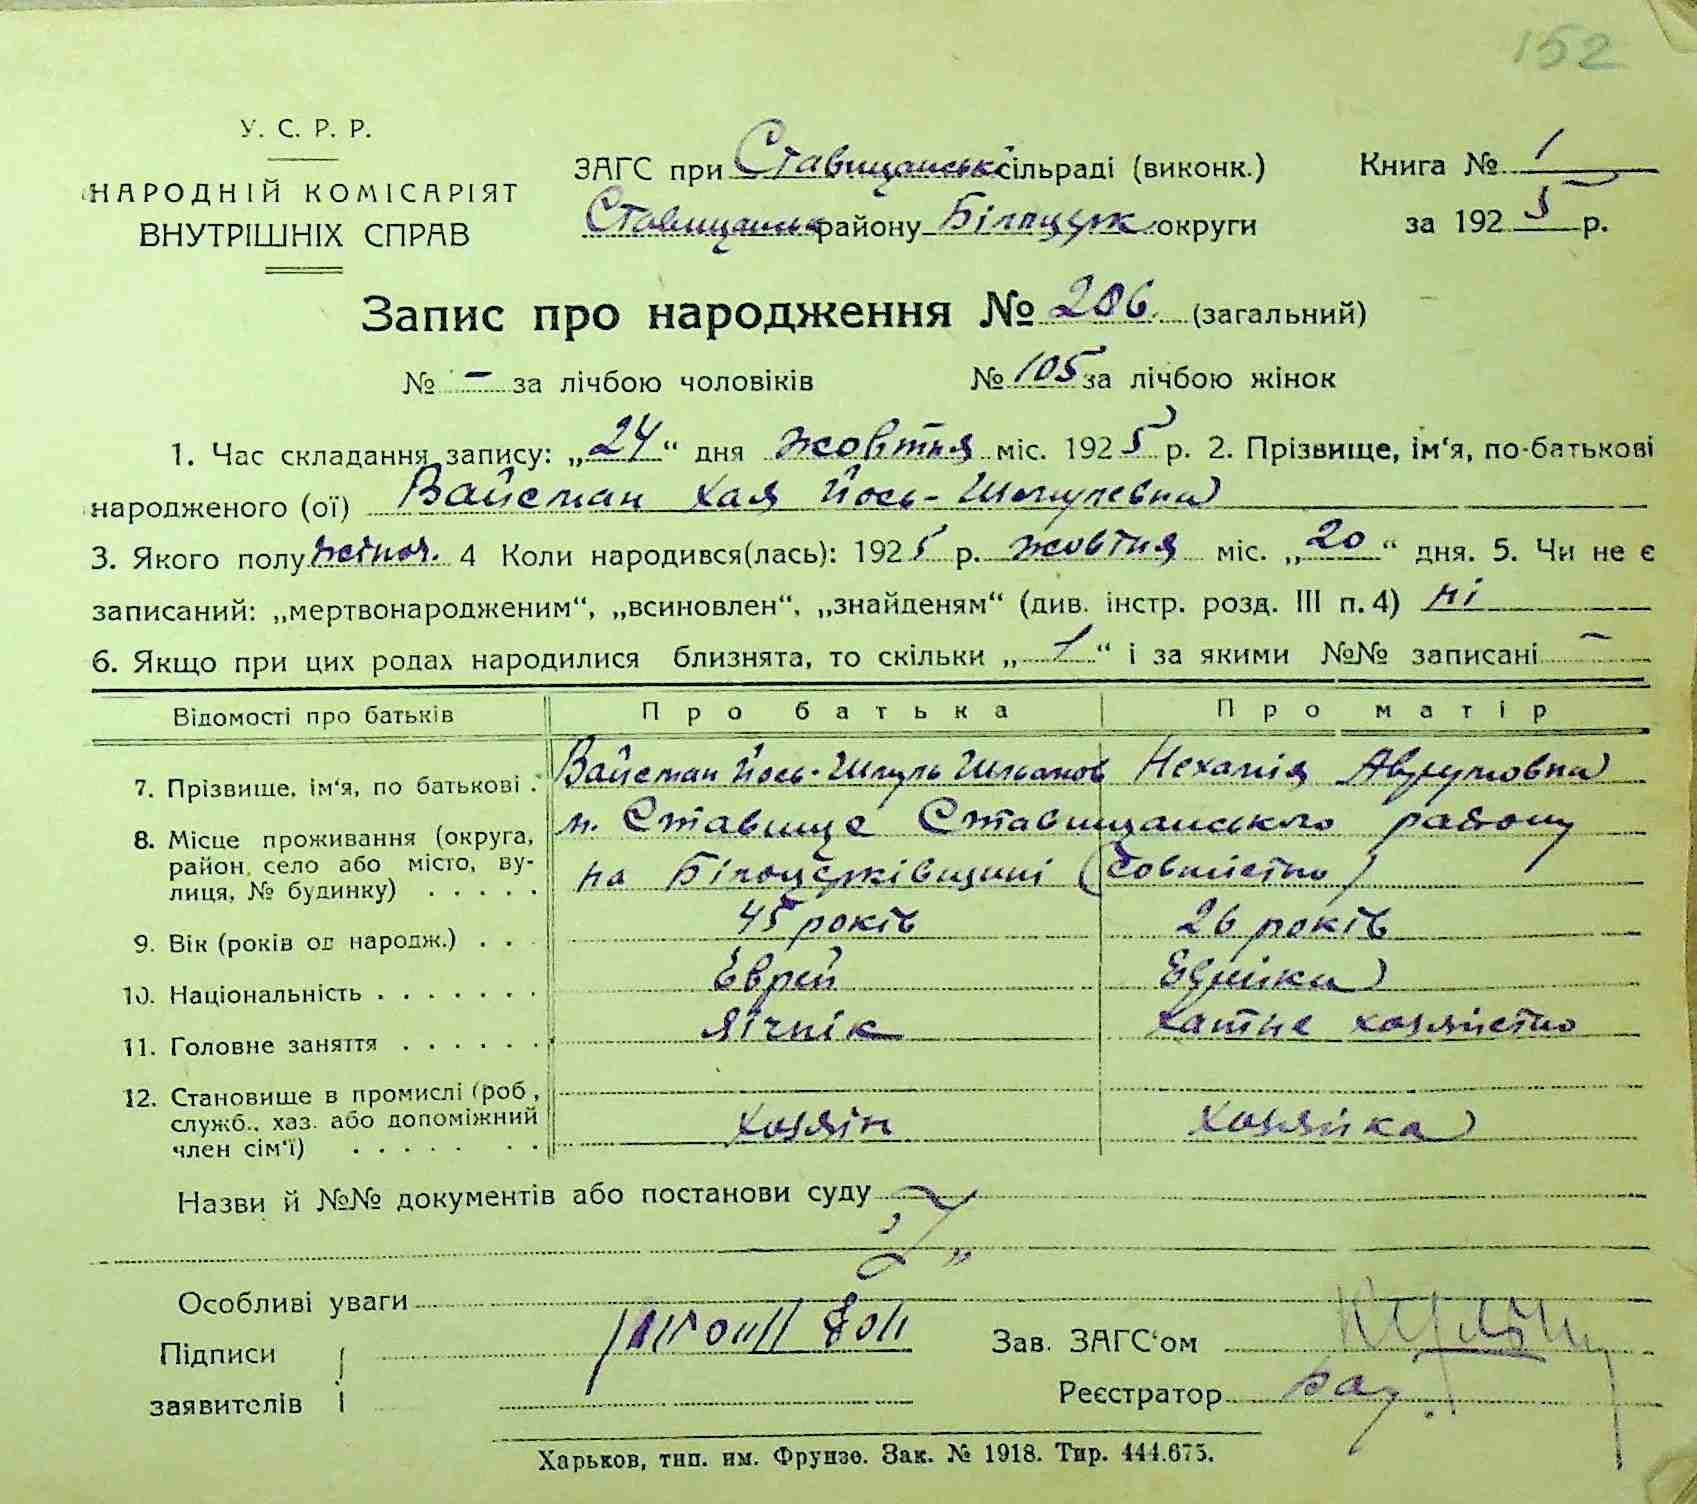 152
У. С. Р. Р.
НАРОДНІЙ КОМІСАРІЯТ
ВНУТРІШНІХ СПРАВ
ЗАГС при Ставищанськ сільраді (виконк.)
Ставищанськ району Білоцерк. округи
Книга № 1
за 1925 р.
Запис про народження № 206 (загальний)
№ – за лічбою чоловіків № 105 за лічбою жінок
1. Час складання запису: „24“ дня жовтня міс. 1925 р. 2. Прізвище, ім‘я, по-батькові
народженого (ої) Вайсман Хая Йось-Шмулевна
3. Якого полу жіноч. 4 Коли народився(лась): 1925 р. жовтня міс. „20“ дня. 5. Чи не є
записаний: „мертвонародженим“, „всиновлен“, „знайденям“ (див. інстр. розд. III п. 4) ні
6. Якщо при цих родах народилися близнята, то скільки „1“ і за якими №№ записані –
Відомості про батьків Про батька Про матір
7. Прізвище, ім‘я, по батькові . Вайсман Йось-Шмуль Аврумовна
8. Місце проживання (округа, район, село або місто, вулиця, № будинку) . . . . .
м. Ставище Ставищанського району
на Білоцерківщині (совмістно)
9. Вік (років од народж.) . . 45 років 26 років
10. Національність . . . . . . . Еврей Еврейка
11. Головне заняття . . . . . . Хатне хозяйство
12. Становище в промислі (роб., служб., хаз. або допоміжний член сім‘ї) . . . . . . . . Хозяін Хозяйка
Назви й №№ документів або постанови суду
Особливі уваги
Підписи
заявителів
Зав. ЗАГС‘ом
Реєстратор
Харьков, тип. им. Фрунзе. Зак. № 1918. Тир. 444.675.